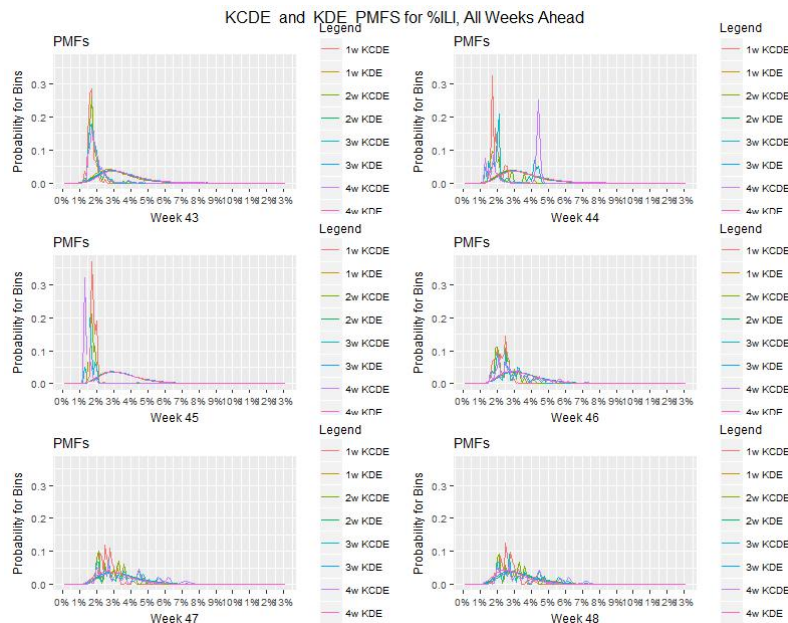 KCDE and KDE PMFS for %ILI, All Weeks Ahead
PMFs
Probability for Bins
0.3
0.2
0.1
0.0
0% 1% 2% 3% 4% 5% 6% 7% 8% 9% 10% 11% 12% 13%
Week 43
Legend
1w KCDE
1w KDE
2w KCDE
2w KDE
3w KCDE
3w KDE
4w KCDE
4w KDE
PMFs
Probability for Bins
0.3
0.2
0.1
0.0
0% 1% 2% 3% 4% 5% 6% 7% 8% 9% 10% 11% 12% 13%
Week 44
Legend
1w KCDE
1w KDE
2w KCDE
2w KDE
3w KCDE
3w KDE
4w KCDE
4w KDE
PMFs
Probability for Bins
0.3
0.2
0.1
0.0
0% 1% 2% 3% 4% 5% 6% 7% 8% 9% 10% 11% 12% 13%
Week 45
Legend
1w KCDE
1w KDE
2w KCDE
2w KDE
3w KCDE
3w KDE
4w KCDE
4w KDE
PMFs
Probability for Bins
0.3
0.2
0.1
0.0
0% 1% 2% 3% 4% 5% 6% 7% 8% 9% 10% 11% 12% 13%
Week 46
Legend
1w KCDE
1w KDE
2w KCDE
2w KDE
3w KCDE
3w KDE
4w KCDE
4w KDE
PMFs
Probability for Bins
0.3
0.2
0.1
0.0
0% 1% 2% 3% 4% 5% 6% 7% 8% 9% 10% 11% 12% 13%
Week 47
Legend
1w KCDE
1w KDE
2w KCDE
2w KDE
3w KCDE
3w KDE
4w KCDE
4w KDE
PMFs
Probability for Bins
0.3
0.2
0.1
0.0
0% 1% 2% 3% 4% 5% 6% 7% 8% 9% 10% 11% 12% 13%
Week 48
Legend
1w KCDE
1w KDE
2w KCDE
2w KDE
3w KCDE
3w KDE
4w KCDE
4w KDE